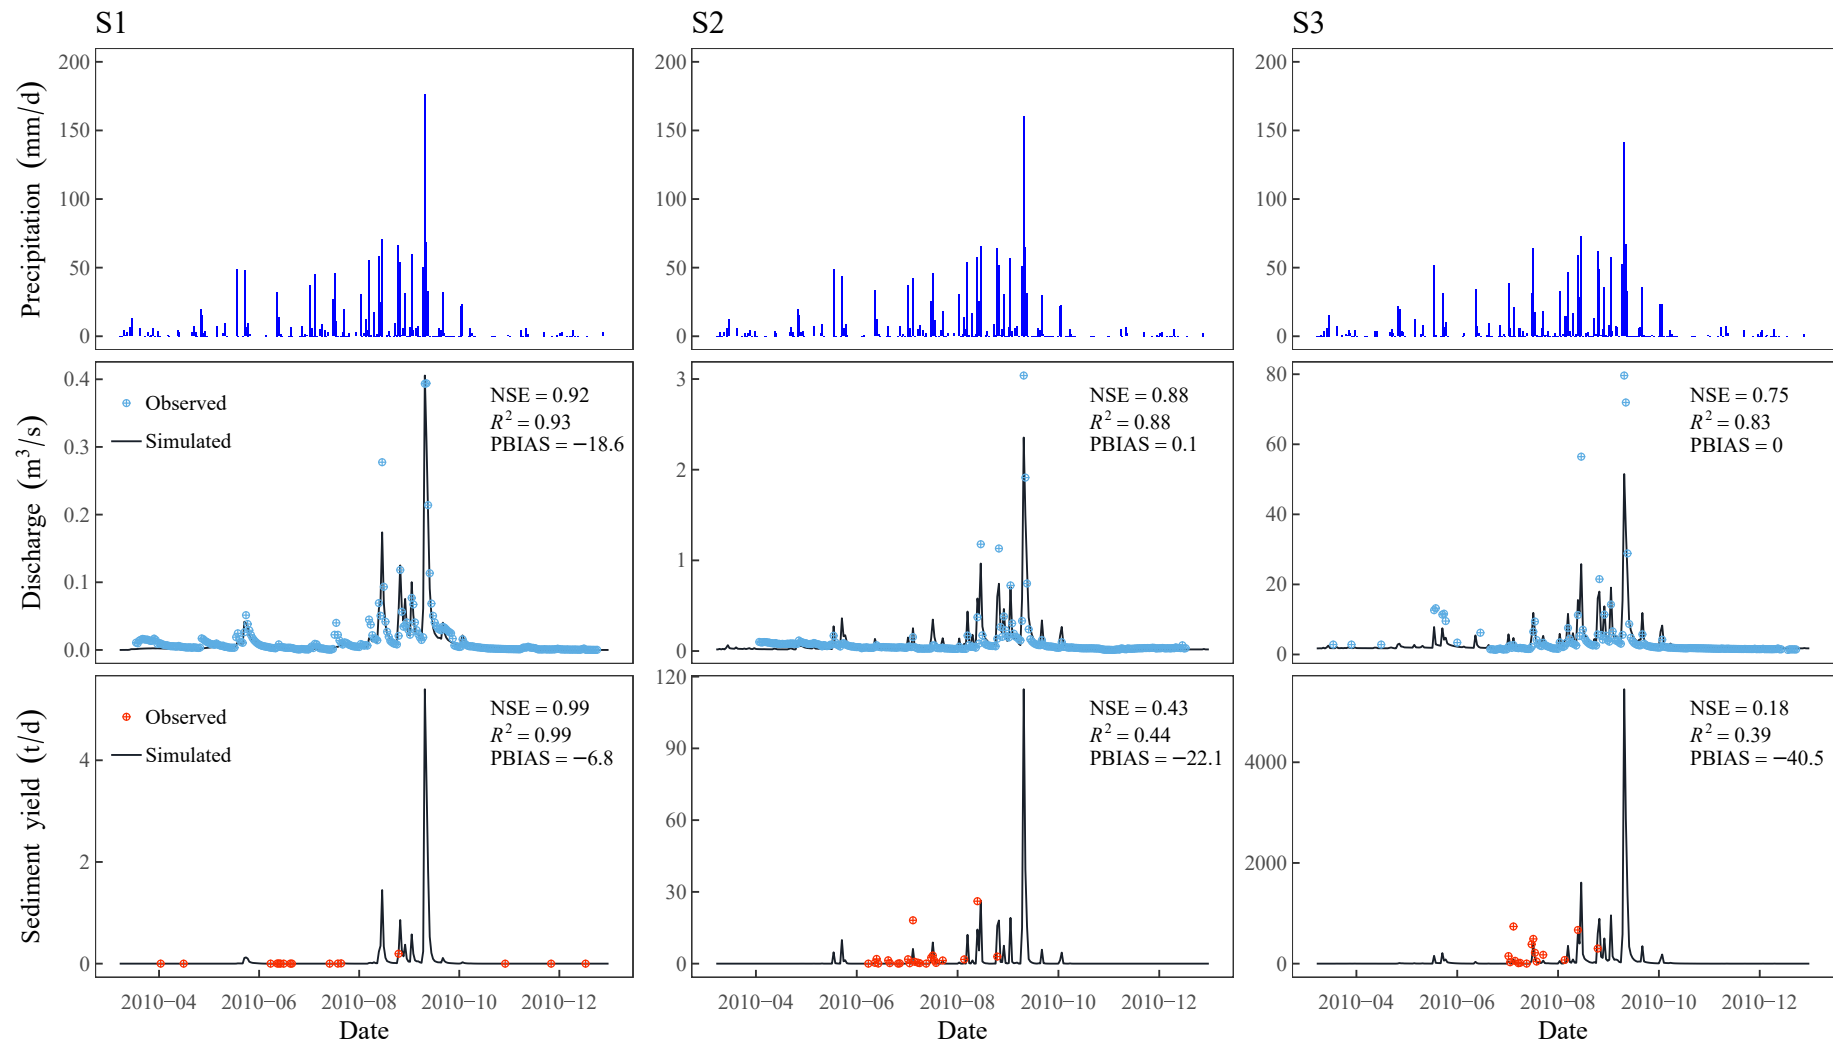 S1
S2
S3
Precipitation (mm/d)
200
150
100
50
0
200
150
100
50
0
200
150
100
50
0
Discharge (m³/s)
0.4
0.3
0.2
0.1
0.0
Observed
Simulated
NSE = 0.92
R² = 0.93
PBIAS = −18.6
3
2
1
0
NSE = 0.88
R² = 0.88
PBIAS = 0.1
80
60
40
20
0
NSE = 0.75
R² = 0.83
PBIAS = 0
Sediment yield (t/d)
4
2
0
Observed
Simulated
NSE = 0.99
R² = 0.99
PBIAS = −6.8
120
90
60
30
0
NSE = 0.43
R² = 0.44
PBIAS = −22.1
4000
2000
0
NSE = 0.18
R² = 0.39
PBIAS = −40.5
2010−04 2010−06 2010−08 2010−10 2010−12
2010−04 2010−06 2010−08 2010−10 2010−12
2010−04 2010−06 2010−08 2010−10 2010−12
Date
Date
Date